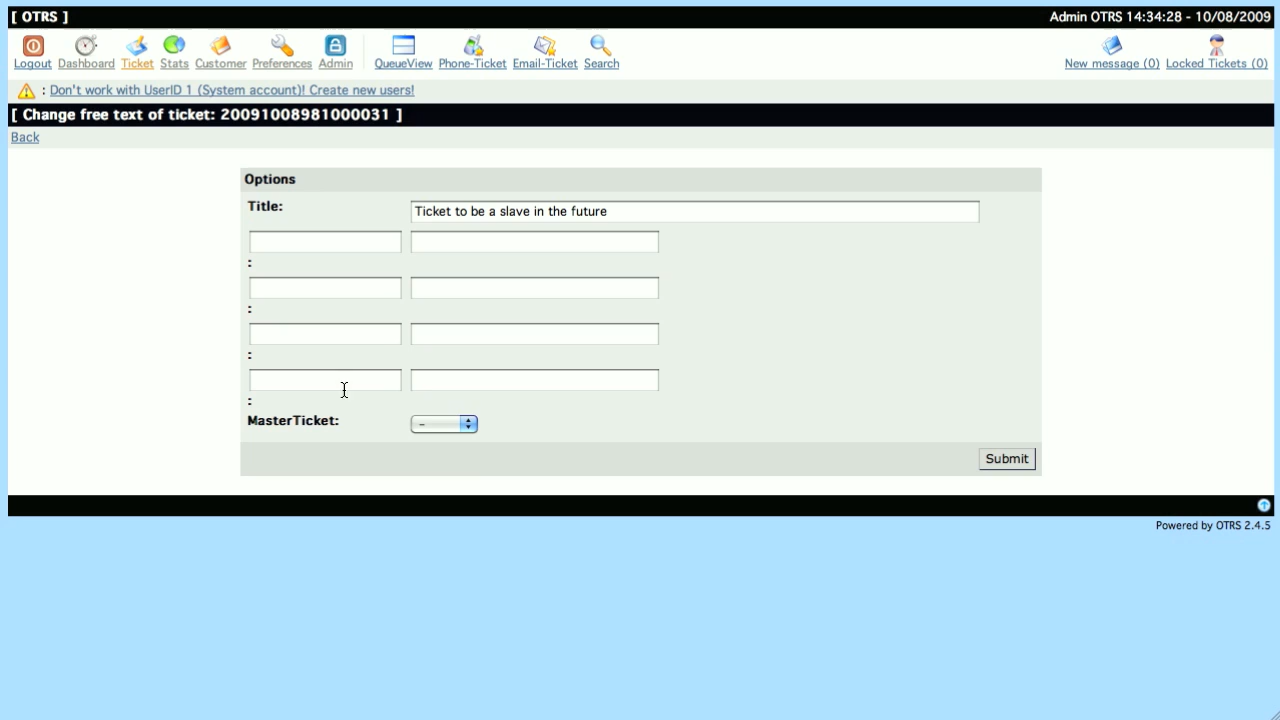 [ OTRS ] Admin OTRS 14:34:28 - 10/08/2009
Logout Dashboard Ticket Stats Customer Preferences Admin QueueView Phone-Ticket Email-Ticket Search New message (0) Locked Tickets (0)
: Don't work with UserID 1 (System account)! Create new users!
[ Change free text of ticket: 20091008981000031 ]
Back
Options
Title: Ticket to be a slave in the future
:
:
:
:
MasterTicket: -
Submit
Powered by OTRS 2.4.5